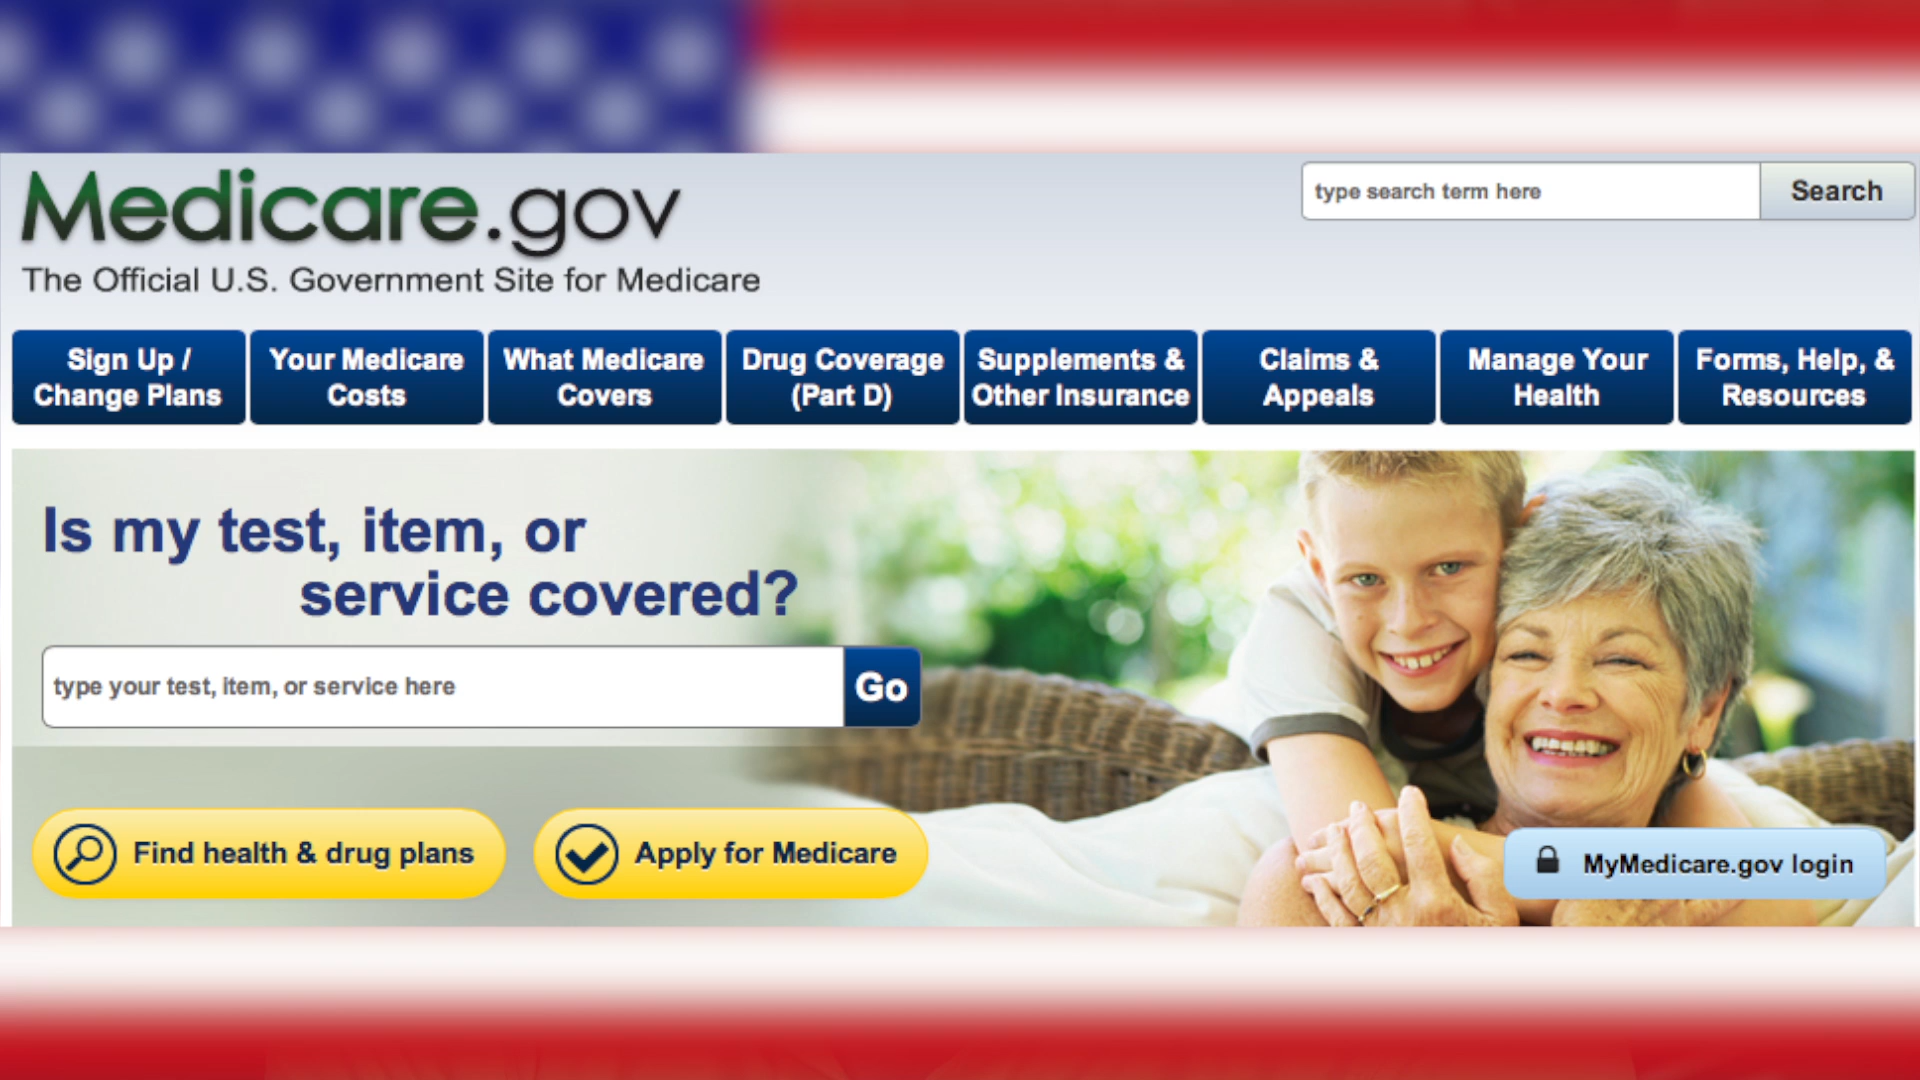 Medicare.gov
The Official U.S. Government Site for Medicare
type search term here
Search
Sign Up /
Change Plans
Your Medicare
Costs
What Medicare
Covers
Drug Coverage
(Part D)
Supplements &
Other Insurance
Claims &
Appeals
Manage Your
Health
Forms, Help, &
Resources
Is my test, item, or
service covered?
type your test, item, or service here
Go
Find health & drug plans
Apply for Medicare
MyMedicare.gov login